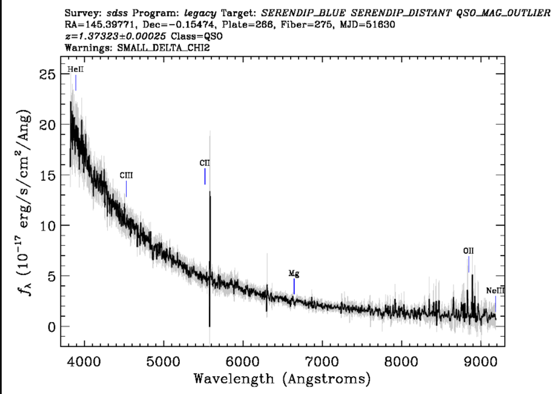 Survey: sdss Program: legacy Target: SERENDIP_BLUE SERENDIP_DISTANT QSO_MAG_OUTLIER
RA=145.39771, Dec=-0.15474, Plate=266, Fiber=275, MJD=51630
z=1.37323±0.00025 Class=QSO
Warnings: SMALL_DELTA_CHI2
HeII
CIII
CII
Mg
OII
NeIII
25
20
15
10
5
0
fλ (10⁻¹⁷ erg/s/cm²/Ang)
4000 5000 6000 7000 8000 9000
Wavelength (Angstroms)